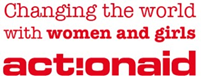 Changing the world
with women and girls
act!onaid